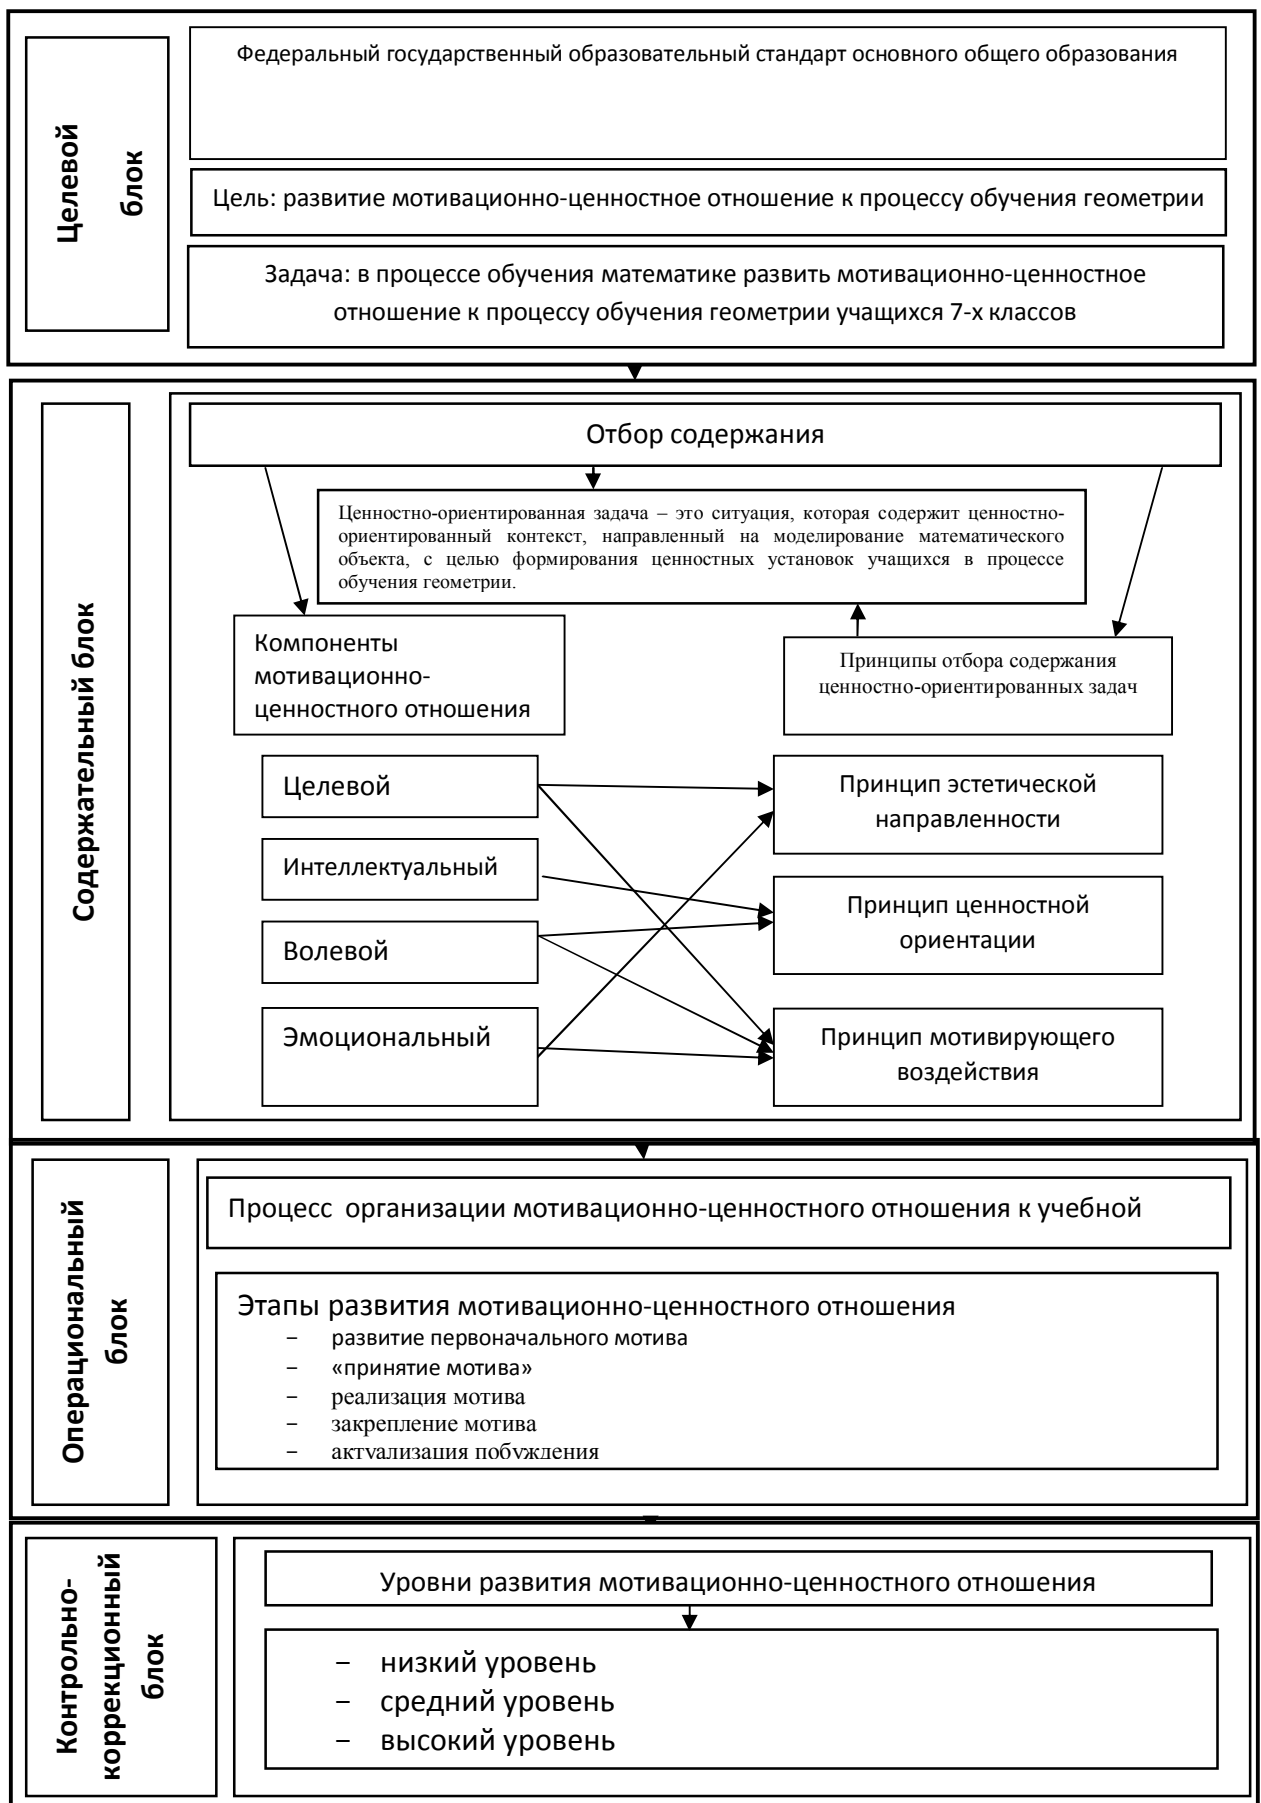 Целевой
блок
Федеральный государственный образовательный стандарт основного общего образования
Цель: развитие мотивационно-ценностное отношение к процессу обучения геометрии
Задача: в процессе обучения математике развить мотивационно-ценностное
отношение к процессу обучения геометрии учащихся 7-х классов
Содержательный блок
Отбор содержания
Ценностно-ориентированная задача – это ситуация, которая содержит ценностно-
ориентированный контекст, направленный на моделирование математического
объекта, с целью формирования ценностных установок учащихся в процессе
обучения геометрии.
Компоненты
мотивационно-
ценностного отношения
Принципы отбора содержания
ценностно-ориентированных задач
Целевой
Интеллектуальный
Волевой
Эмоциональный
Принцип эстетической
направленности
Принцип ценностной
ориентации
Принцип мотивирующего
воздействия
Операциональный
блок
Процесс организации мотивационно-ценностного отношения к учебной
Этапы развития мотивационно-ценностного отношения
– развитие первоначального мотива
– «принятие мотива»
– реализация мотива
– закрепление мотива
– актуализация побуждения
Контрольно-
коррекционный
блок
Уровни развития мотивационно-ценностного отношения
– низкий уровень
– средний уровень
– высокий уровень